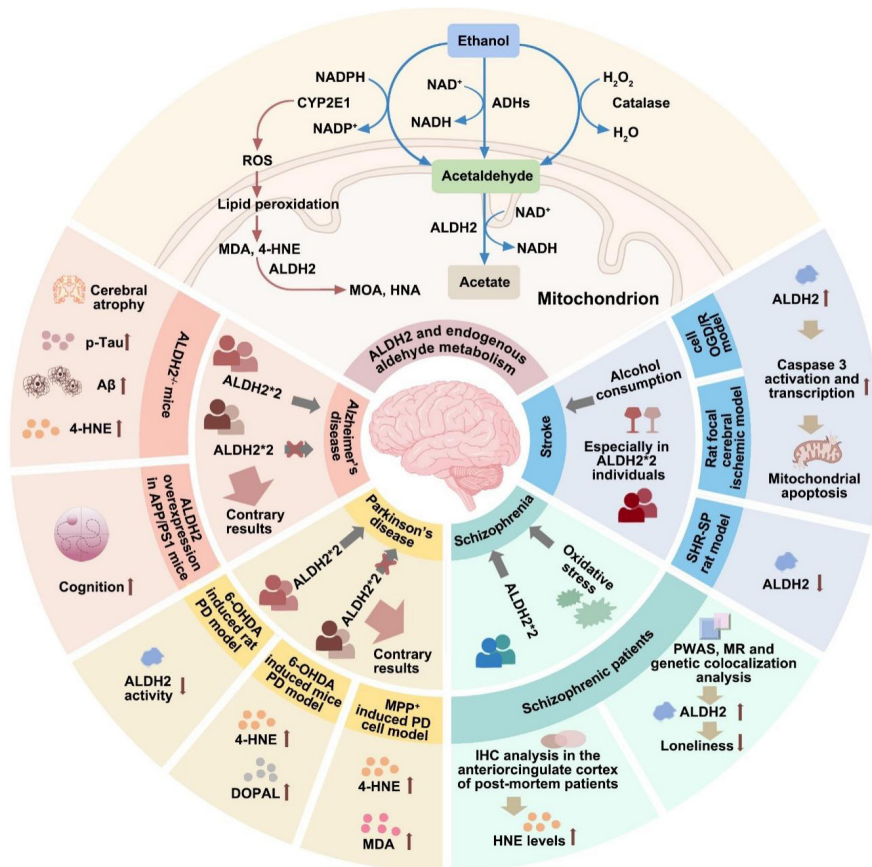 Ethanol
NADPH
CYP2E1
NADP⁺
NAD⁺
NADH
ADHs
H₂O₂
Catalase
H₂O
ROS
Lipid peroxidation
MDA, 4-HNE
ALDH2
MOA, HNA
Acetaldehyde
ALDH2
NAD⁺
NADH
Acetate
Mitochondrion
ALDH2 and endogenous
aldehyde metabolism
Cerebral
atrophy
p-Tau
Aβ
4-HNE
ALDH2⁻/⁻ mice
ALDH2*2
ALDH2*2
Contrary
results
Alzheimer's
disease
Cognition
ALDH2
overexpression
in APP/PS1 mice
Parkinson's
disease
ALDH2*2
ALDH2*2
Contrary
results
6-OHDA
induced rat
PD model
ALDH2
activity
6-OHDA
induced mice
PD model
4-HNE
DOPAL
MPP⁺
induced PD
cell model
4-HNE
MDA
Schizophrenia
ALDH2*2
Oxidative
stress
Schizophrenic patients
IHC analysis in the
anteriorcingulate cortex
of post-mortem patients
HNE levels
PWAS, MR and
genetic colocalization
analysis
ALDH2
Loneliness
Stroke
Alcohol
consumption
Especially in
ALDH2*2
individuals
cell
OGD/R
model
Rat focal
cerebral
ischemic model
SHR-SP
rat model
ALDH2
Caspase 3
activation and
transcription
Mitochondrial
apoptosis
ALDH2